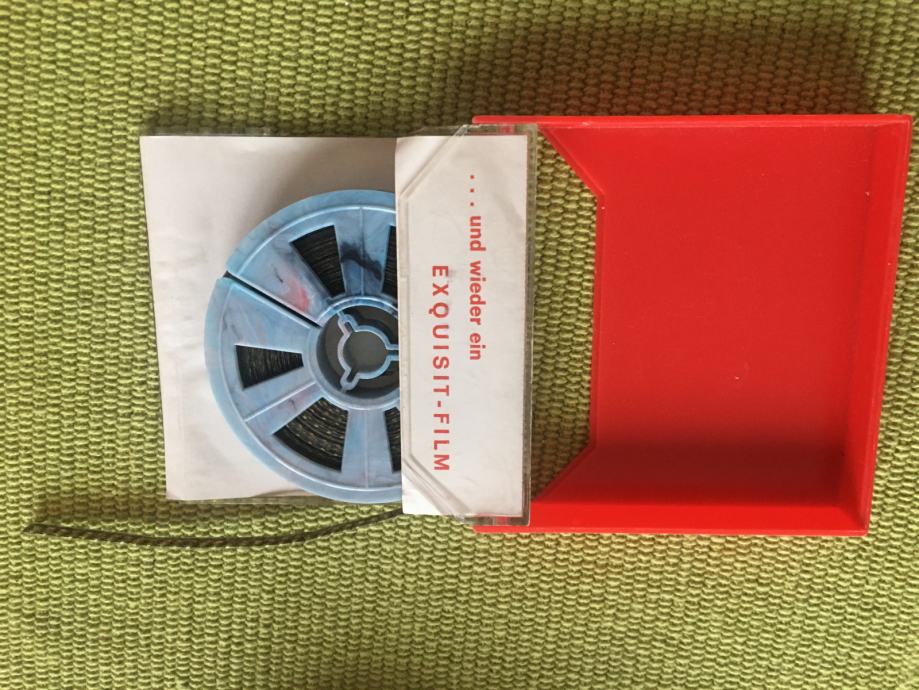 . . . und wieder ein
EXQUISIT-FILM